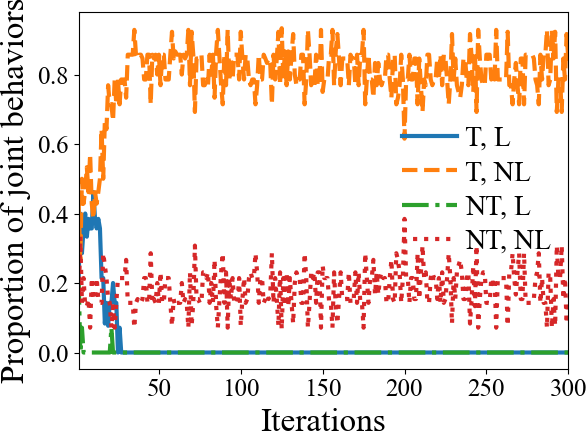 Proportion of joint behaviors
0.8
0.6
0.4
0.2
0.0
T, L
T, NL
NT, L
NT, NL
50 100 150 200 250 300
Iterations